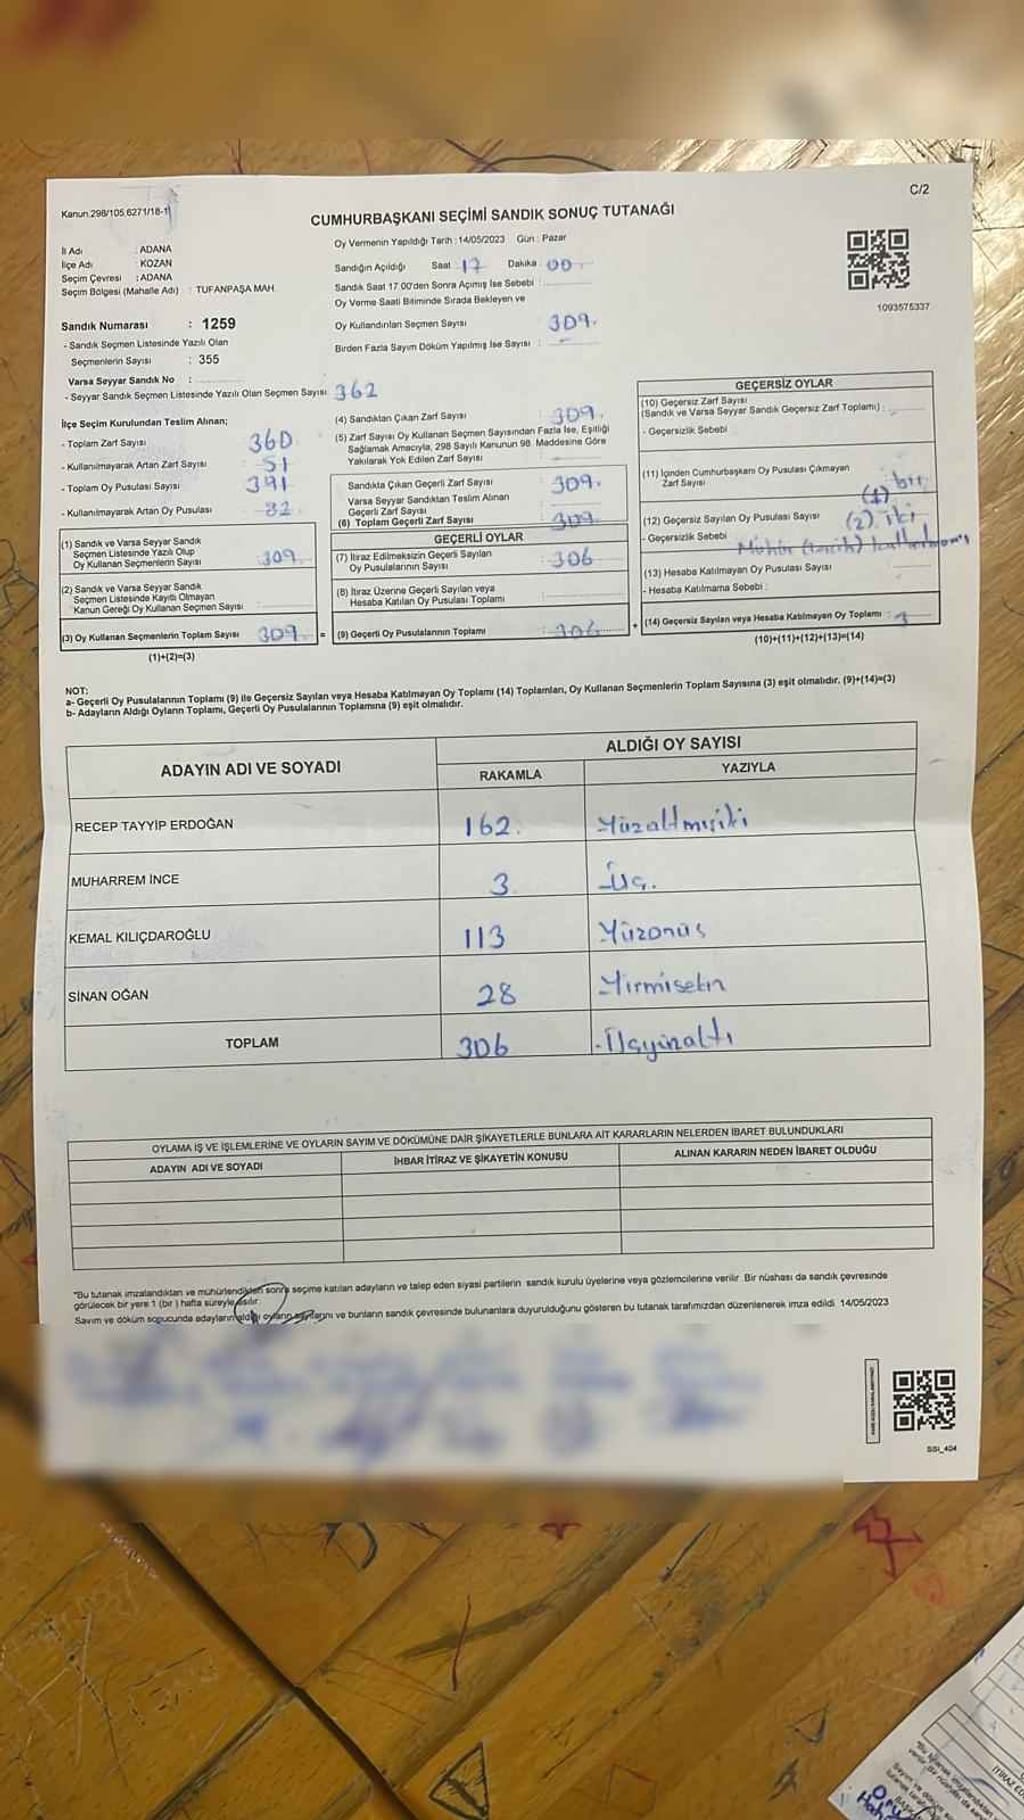 Kanun 298/105.6271/18-1
C/2
CUMHURBAŞKANI SEÇİMİ SANDIK SONUÇ TUTANAĞI
İl Adı : ADANA
İlçe Adı : KOZAN
Seçim Çevresi : ADANA
Seçim Bölgesi (Mahalle Adı) : TUFANPAŞA MAH.
Sandık Numarası : 1259
- Sandık Seçmen Listesinde Yazılı Olan
Seçmenlerin Sayısı : 355
Varsa Seyyar Sandık No :
- Seyyar Sandık Seçmen Listesinde Yazılı Olan Seçmen Sayısı 362
Oy Vermenin Yapıldığı Tarih : 14/05/2023 Gün : Pazar
Sandığın Açıldığı Saat 17 Dakika 00
Sandık Saat 17.00'den Sonra Açımış İse Sebebi :
Oy Verme Saati Bitiminde Sırada Bekleyen ve
Oy Kullandırılan Seçmen Sayısı 309.
Birden Fazla Sayım Döküm Yapılmış İse Sayısı : -
1093575337
İlçe Seçim Kurulundan Teslim Alınan;
- Toplam Zarf Sayısı 360
- Kullanılmayarak Artan Zarf Sayısı 51
- Toplam Oy Pusulası Sayısı 391
- Kullanılmayarak Artan Oy Pusulası 82
(1) Sandık ve Varsa Seyyar Sandık
Seçmen Listesinde Yazılı Olup
Oy Kullanan Seçmenlerin Sayısı 309
(2) Sandık ve Varsa Seyyar Sandık
Seçmen Listesinde Kayıtlı Olmayan
Kanun Gereği Oy Kullanan Seçmen Sayısı
(3) Oy Kullanan Seçmenlerin Toplam Sayısı 309 =
(1)+(2)=(3)
(4) Sandıktan Çıkan Zarf Sayısı 309.
(5) Zarf Sayısı Oy Kullanan Seçmen Sayısından Fazla İse, Eşitliği
Sağlamak Amacıyla, 298 Sayılı Kanunun 98. Maddesine Göre
Yakılarak Yok Edilen Zarf Sayısı
Sandıkta Çıkan Geçerli Zarf Sayısı 309.
Varsa Seyyar Sandıktan Teslim Alınan
Geçerli Zarf Sayısı
(6) Toplam Geçerli Zarf Sayısı 309
GEÇERLİ OYLAR
(7) İtiraz Edilmeksizin Geçerli Sayılan
Oy Pusulalarının Sayısı 306
(8) İtiraz Üzerine Geçerli Sayılan veya
Hesaba Katılan Oy Pusulası Toplamı
(9) Geçerli Oy Pusulalarının Toplamı 306 +
GEÇERSİZ OYLAR
(10) Geçersiz Zarf Sayısı
(Sandık ve Varsa Seyyar Sandık Geçersiz Zarf Toplamı) :
- Geçersizlik Sebebi
(11) İçinden Cumhurbaşkanı Oy Pusulası Çıkmayan
Zarf Sayısı (1) bir
(12) Geçersiz Sayılan Oy Pusulası Sayısı (2) iki
- Geçersizlik Sebebi Mühür (tercih)
(13) Hesaba Katılmayan Oy Pusulası Sayısı
- Hesaba Katılmama Sebebi :
(14) Geçersiz Sayılan veya Hesaba Katılmayan Oy Toplamı : 3
(10)+(11)+(12)+(13)=(14)
NOT:
a- Geçerli Oy Pusulalarının Toplamı (9) ile Geçersiz Sayılan veya Hesaba Katılmayan Oy Toplamı (14) Toplamları, Oy Kullanan Seçmenlerin Toplam Sayısına (3) eşit olmalıdır. (9)+(14)=(3)
b- Adayların Aldığı Oyların Toplamı, Geçerli Oy Pusulalarının Toplamına (9) eşit olmalıdır.
ADAYIN ADI VE SOYADI
ALDIĞI OY SAYISI
RAKAMLA YAZIYLA
RECEP TAYYİP ERDOĞAN 162. Yüzaltmışiki
MUHARREM İNCE 3 Üç.
KEMAL KILIÇDAROĞLU 113 Yüzonüç
SİNAN OĞAN 28 Yirmisekiz
TOPLAM 306 Üçyüzaltı
OYLAMA İŞ VE İŞLEMLERİNE VE OYLARIN SAYIM VE DÖKÜMÜNE DAİR ŞİKAYETLERLE BUNLARA AİT KARARLARIN NELERDEN İBARET BULUNDUKLARI
ADAYIN ADI VE SOYADI İHBAR İTİRAZ VE ŞİKAYETİN KONUSU ALINAN KARARIN NEDEN İBARET OLDUĞU
"Bu tutanak imzalandıktan ve mühürlendikten sonra seçime katılan adayların ve talep eden siyasi partilerin sandık kurulu üyelerine veya gözlemcilerine verilir. Bir nüshası da sandık çevresinde
görülecek bir yere 1 (bir) hafta süreyle asılır.
Sayım ve döküm sonucunda adayların aldığı oyların sayılarını ve bunların sandık çevresinde bulunanlara duyurulduğunu gösteren bu tutanak tarafımızdan düzenlenerek imza edildi. 14/05/2023
SSI_404